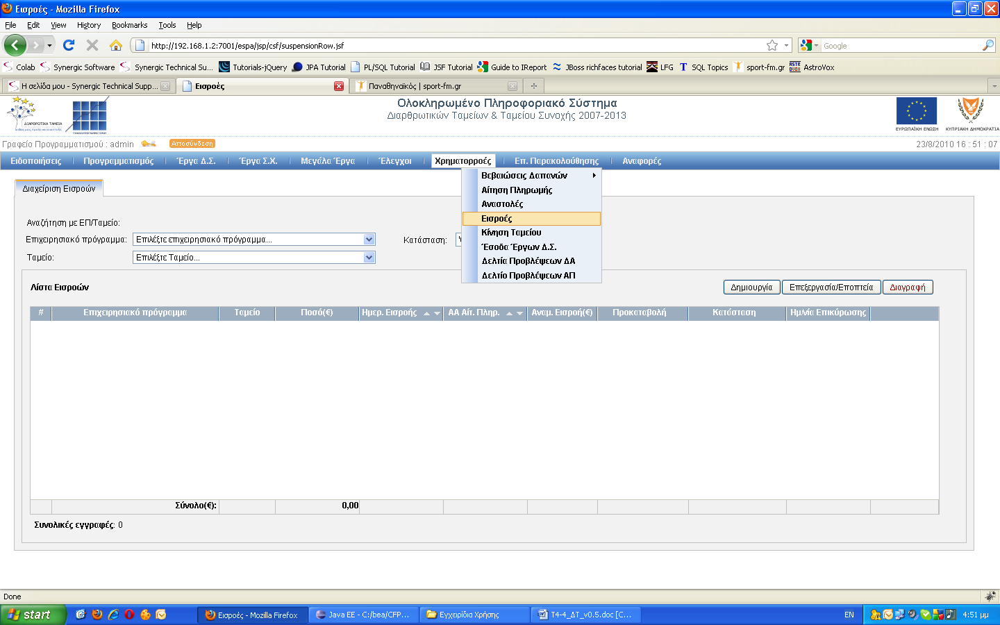 Εισροές - Mozilla Firefox
File Edit View History Bookmarks Tools Help
http://192.168.1.2:7001/espa/jsp/csf/suspensionRow.jsf
Google
Colab Synergic Software Synergic Technical Su... Tutorials-jQuery JPA Tutorial PL/SQL Tutorial JSF Tutorial Guide to IReport JBoss richfaces tutorial LFG SQL Topics sport-fm.gr AstroVox
Η σελίδα μου - Synergic Technical Supp... Εισροές Παναθηναϊκός | sport-fm.gr
Ολοκληρωμένο Πληροφοριακό Σύστημα
Διαρθρωτικών Ταμείων & Ταμείου Συνοχής 2007-2013
ΔΙΑΡΘΡΩΤΙΚΑ ΤΑΜΕΙΑ
ΕΥΡΩΠΑΪΚΗ ΕΝΩΣΗ ΚΥΠΡΙΑΚΗ ΔΗΜΟΚΡΑΤΙΑ
Γραφείο Προγραμματισμού : admin Αποσύνδεση 23/8/2010 16 : 51 : 07
Ειδοποιήσεις Προγραμματισμός Έργα Δ.Σ. Έργα Σ.Χ. Μεγάλα Έργα Έλεγχοι Χρηματορροές Επ. Παρακολούθησης Αναφορές
Βεβαιώσεις Δαπανών
Αίτηση Πληρωμής
Αναστολές
Εισροές
Κίνηση Ταμείου
Έσοδα Έργων Δ.Σ.
Δελτία Προβλέψεων ΔΑ
Δελτίο Προβλέψεων ΑΠ
Διαχείριση Εισροών
Αναζήτηση με ΕΠ/Ταμείο:
Επιχειρησιακό πρόγραμμα: Επιλέξτε επιχειρησιακό πρόγραμμα... Κατάσταση:
Ταμείο: Επιλέξτε Ταμείο...
Λίστα Εισροών Δημιουργία Επεξεργασία/Εποπτεία Διαγραφή
# Επιχειρησιακό πρόγραμμα Ταμείο Ποσό(€) Ημερ. Εισροής ΑΑ Αίτ. Πληρ. Αναμ. Εισροή(€) Προκαταβολή Κατάσταση Ημ/νία Επικύρωσης
Σύνολο(€): 0,00
Συνολικές εγγραφές: 0
Done
start Εισροές - Mozilla Firefox Java EE - C:/bea/CFP... Εγχειρίδια Χρήσης T4-4_ΔΤ_v0.5.doc [C... EN 4:51 μμ